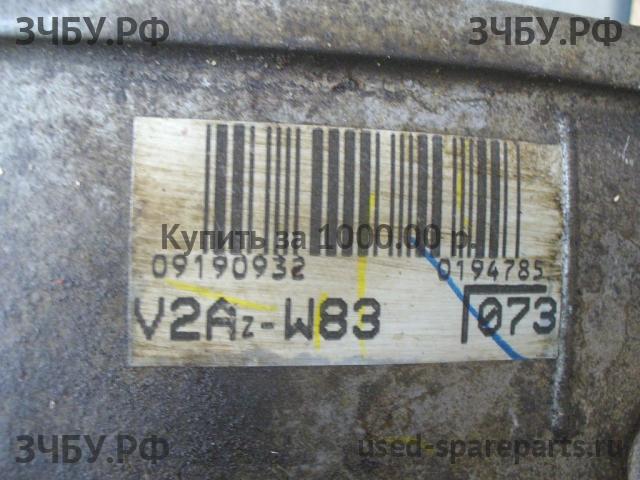 ЗЧБУ.РФ ЗЧБУ.РФ
Купить за 1000.00 р.
09190932 0194785
V2Az-W83 073
ЗЧБУ.РФ used-spareparts.ru